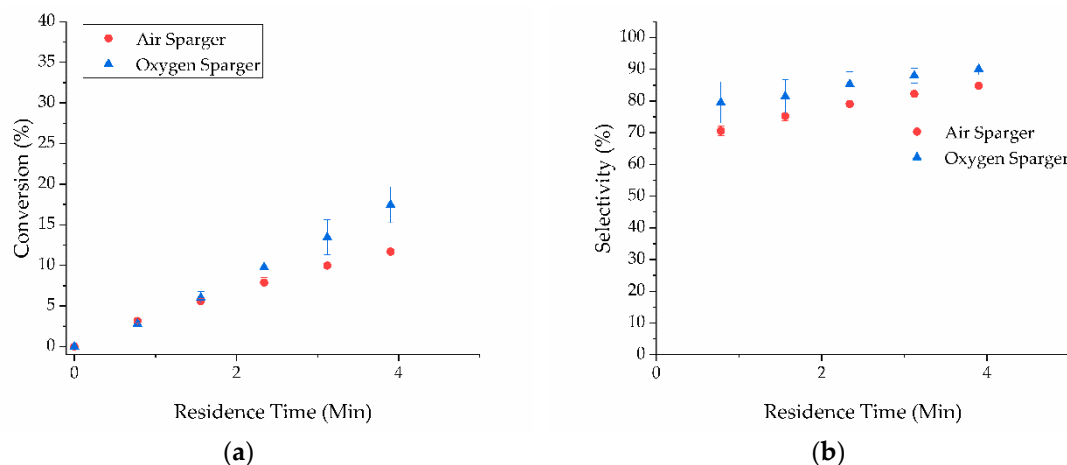 40
35
30
25
20
15
10
5
0
Conversion (%)
Air Sparger
Oxygen Sparger
0
2
4
Residence Time (Min)
(a)
100
90
80
70
60
50
40
30
20
10
0
Selectivity (%)
Air Sparger
Oxygen Sparger
0
2
4
Residence Time (Min)
(b)